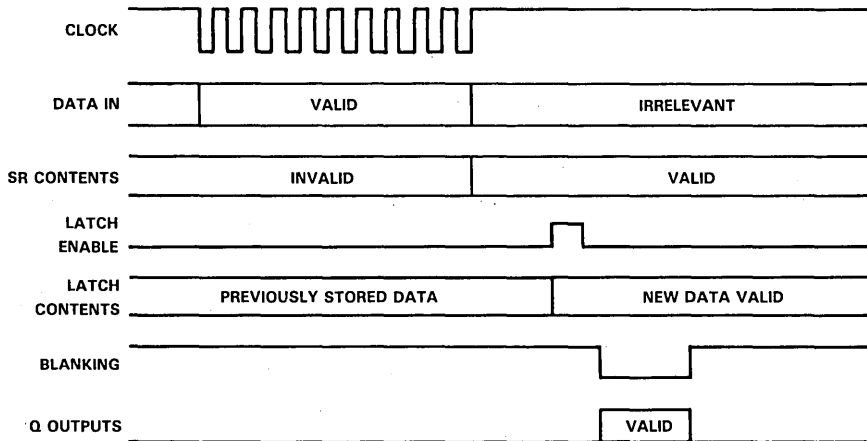 CLOCK
DATA IN
VALID
IRRELEVANT
SR CONTENTS
INVALID
VALID
LATCH
ENABLE
LATCH
CONTENTS
PREVIOUSLY STORED DATA
NEW DATA VALID
BLANKING
Q OUTPUTS
VALID